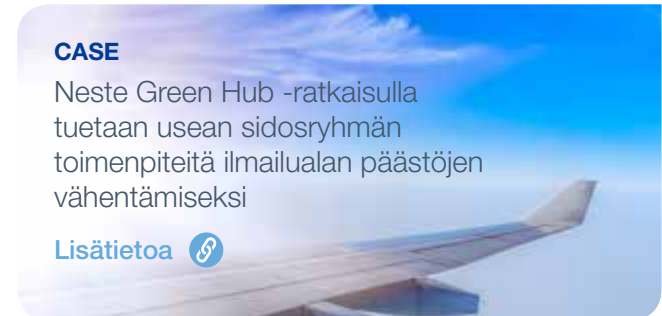 CASE
Neste Green Hub -ratkaisulla
tuetaan usean sidosryhmän
toimenpiteitä ilmailualan päästöjen
vähentämiseksi
Lisätietoa